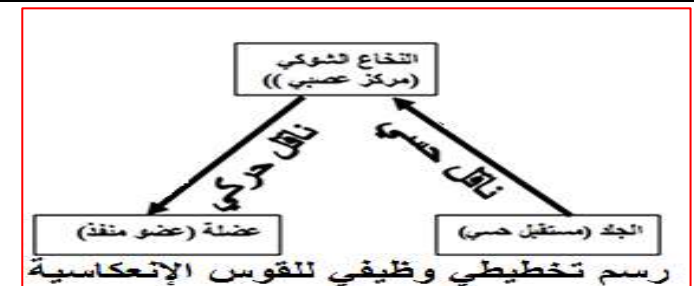 النخاع الشوكي
(مركز عصبي ))
ناقل حسي
ناقل حركي
الجلد (مستقبل حسي)
عضلة (عضو منفذ)
رسم تخطيطي وظيفي للقوس الإنعكاسية